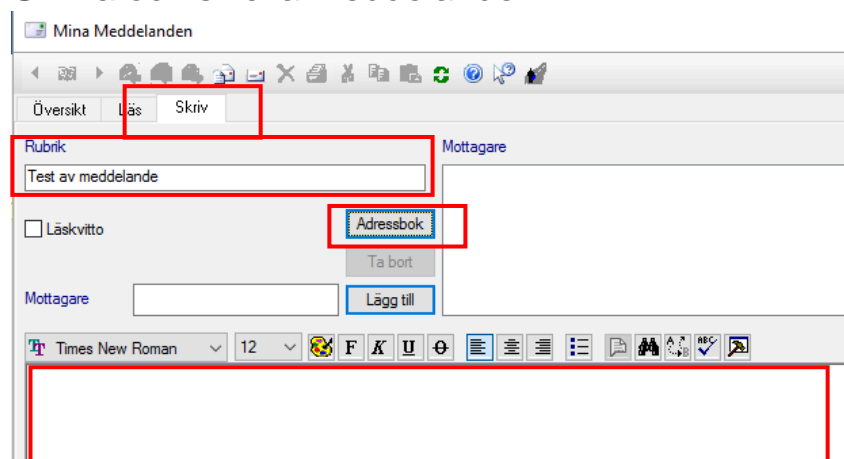 Mina Meddelanden
Översikt Läs Skriv
Rubrik Mottagare
Test av meddelande
Läskvitto Adressbok
Ta bort
Mottagare Lägg till
Times New Roman 12 F K U O